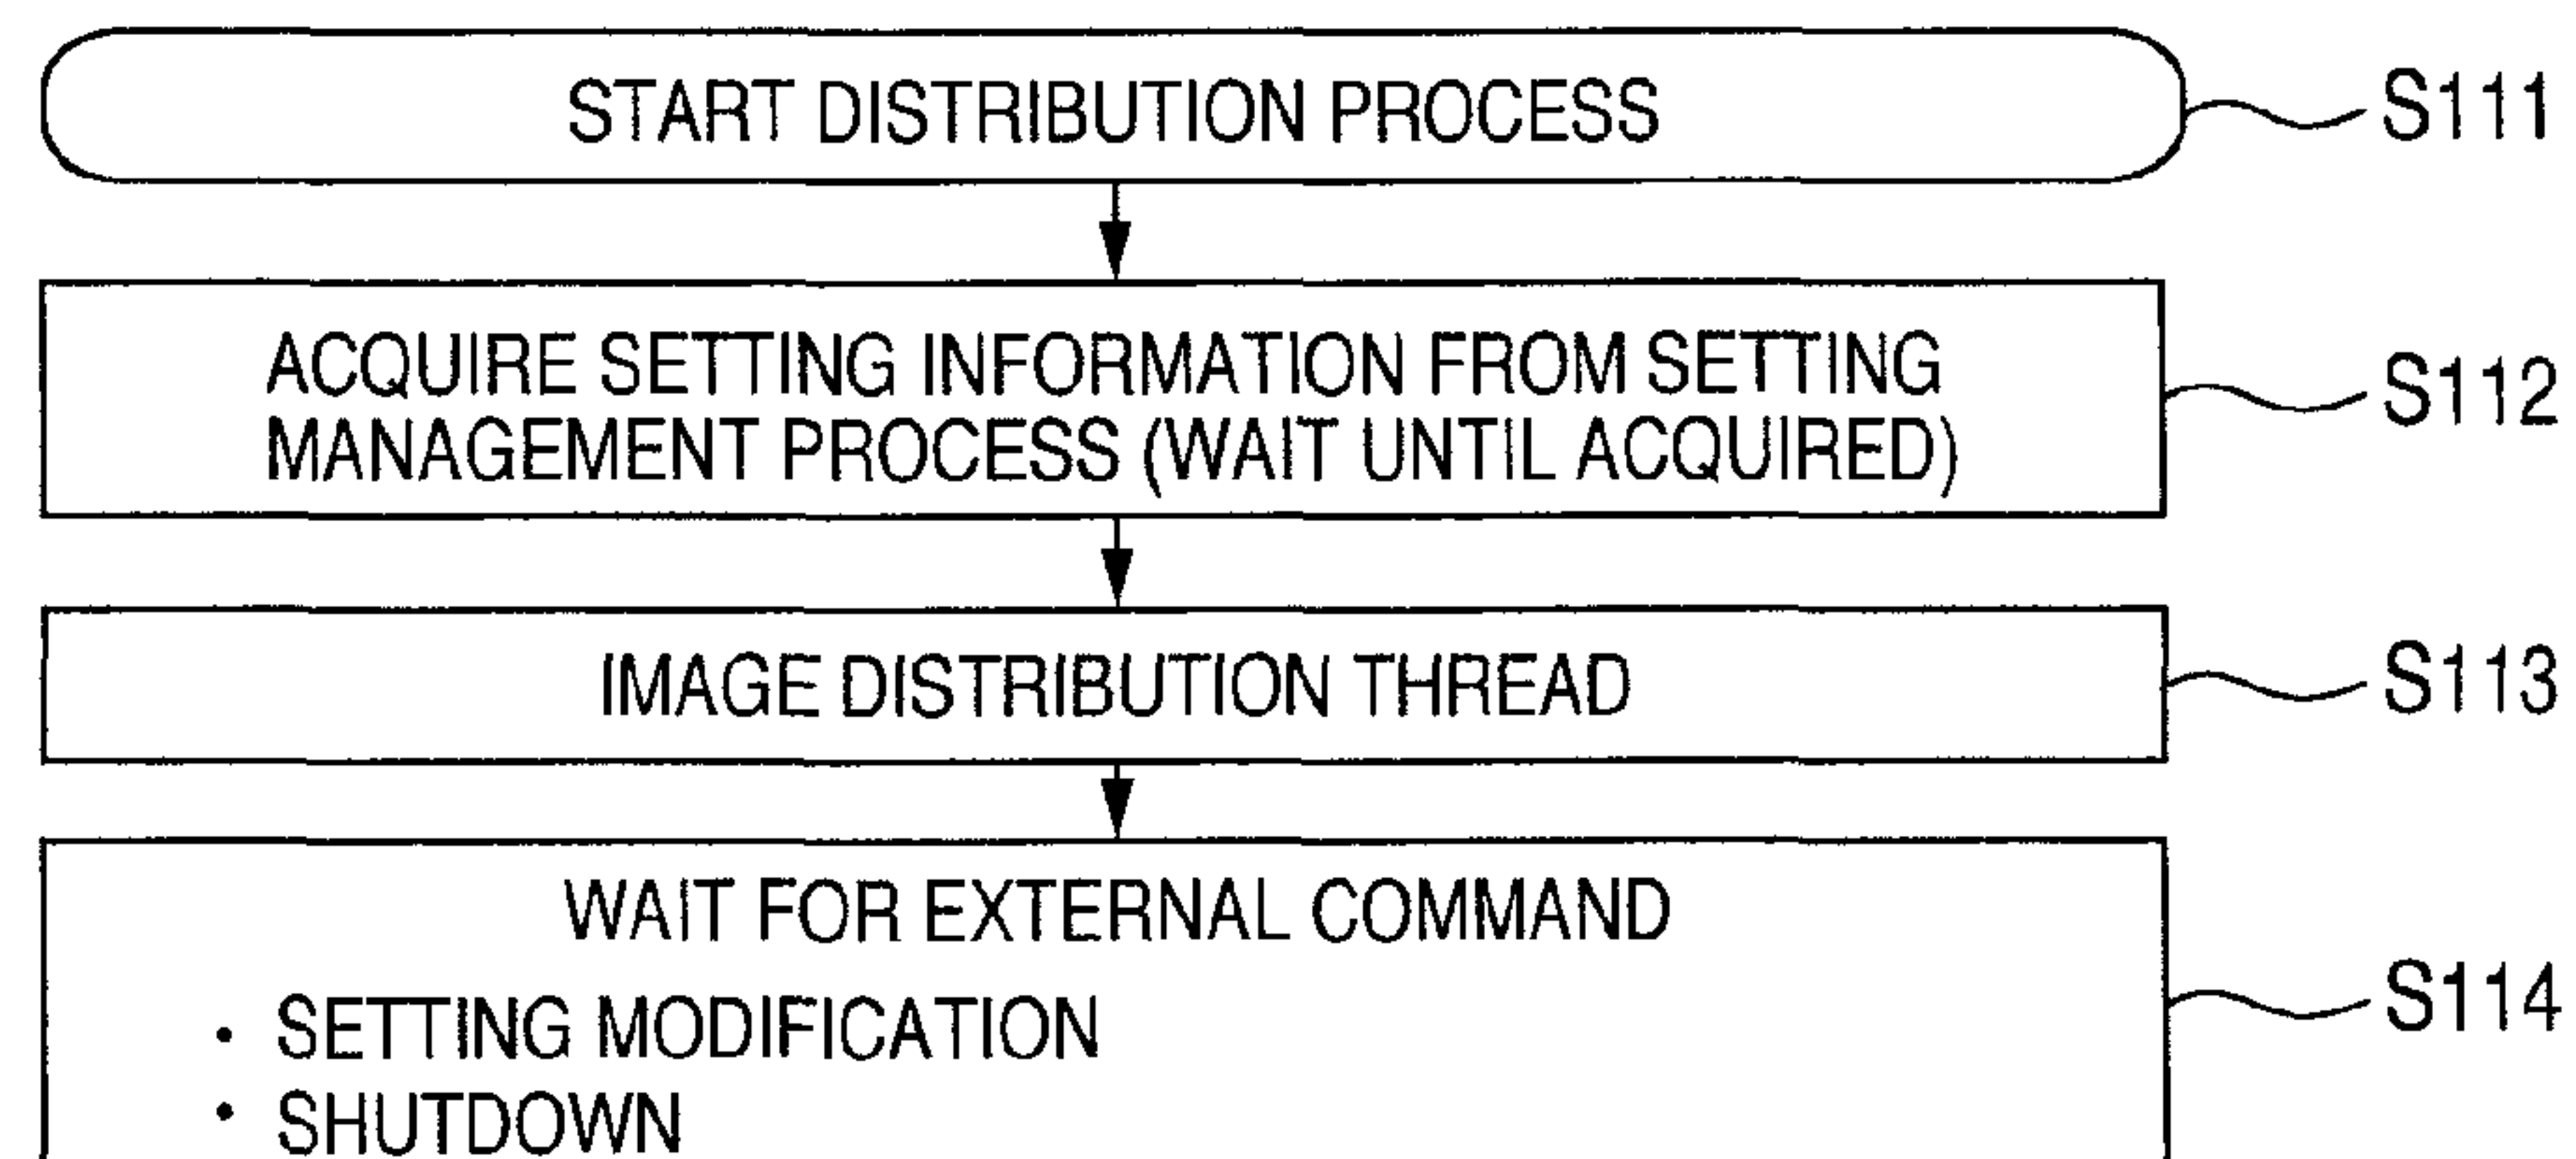 START DISTRIBUTION PROCESS
S111
ACQUIRE SETTING INFORMATION FROM SETTING
MANAGEMENT PROCESS (WAIT UNTIL ACQUIRED)
S112
IMAGE DISTRIBUTION THREAD
S113
WAIT FOR EXTERNAL COMMAND
S114
· SETTING MODIFICATION
· SHUTDOWN